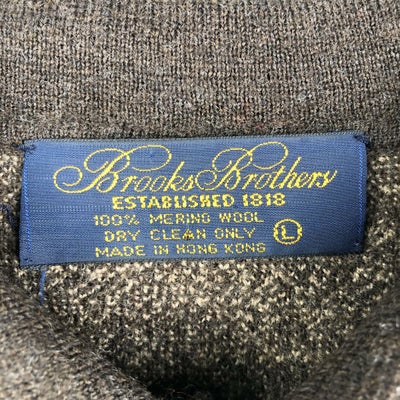 Brooks Brothers
ESTABLISHED 1818
100% MERINO WOOL
DRY CLEAN ONLY
MADE IN HONG KONG
L